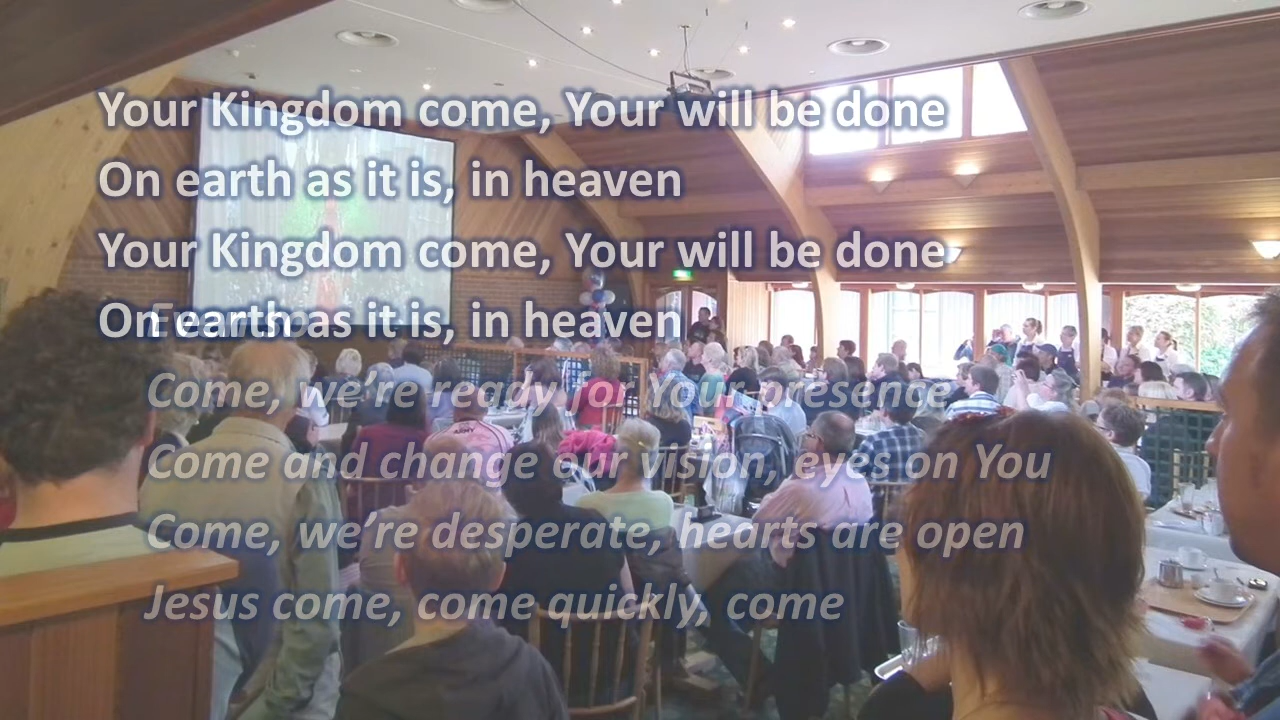 Your Kingdom come, Your will be done
On earth as it is, in heaven
Your Kingdom come, Your will be done
On earth as it is, in heaven
Come, we're ready for Your presence
Come and change our vision, eyes on You
Come, we're desperate, hearts are open
Jesus come, come quickly, come